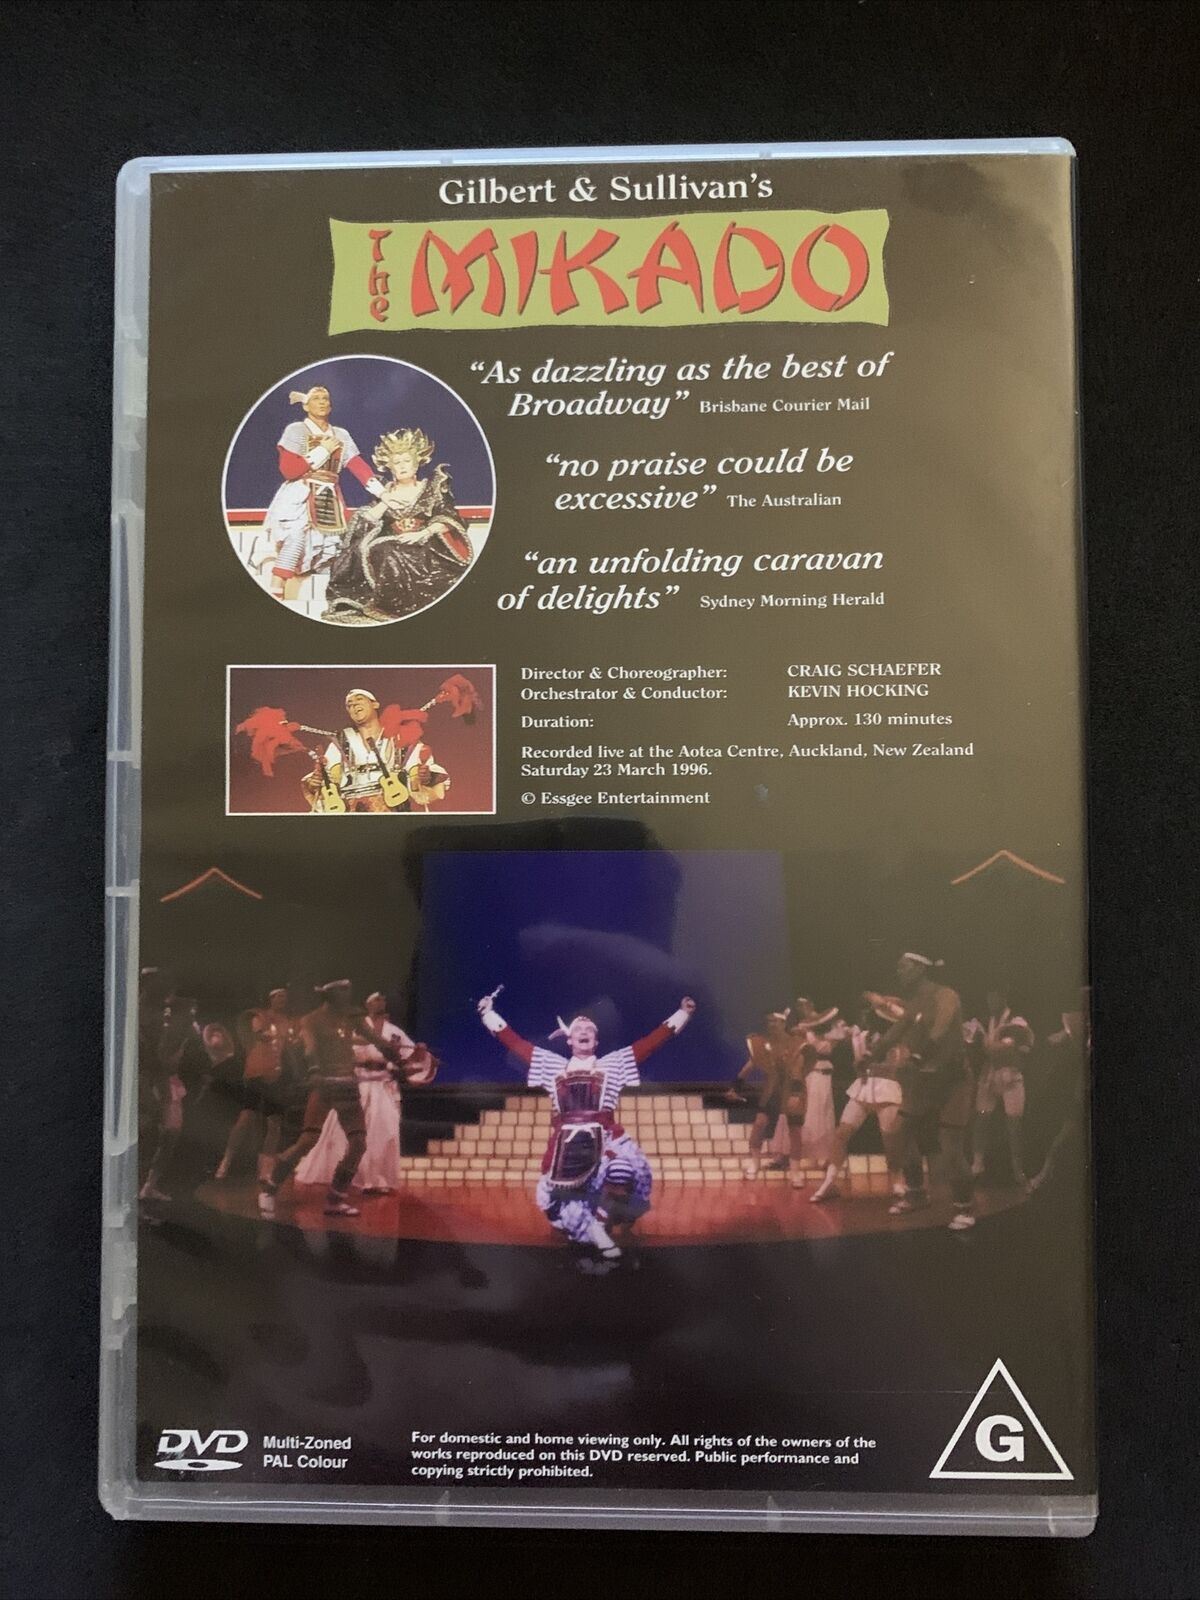 Gilbert & Sullivan's
The MIKADO
“As dazzling as the best of
Broadway” Brisbane Courier Mail
“no praise could be
excessive” The Australian
“an unfolding caravan
of delights” Sydney Morning Herald
Director & Choreographer: CRAIG SCHAEFER
Orchestrator & Conductor: KEVIN HOCKING
Duration: Approx. 130 minutes
Recorded live at the Aotea Centre, Auckland, New Zealand
Saturday 23 March 1996.
© Essgee Entertainment
DVD
Multi-Zoned
PAL Colour
For domestic and home viewing only. All rights of the owners of the
works reproduced on this DVD reserved. Public performance and
copying strictly prohibited.
G